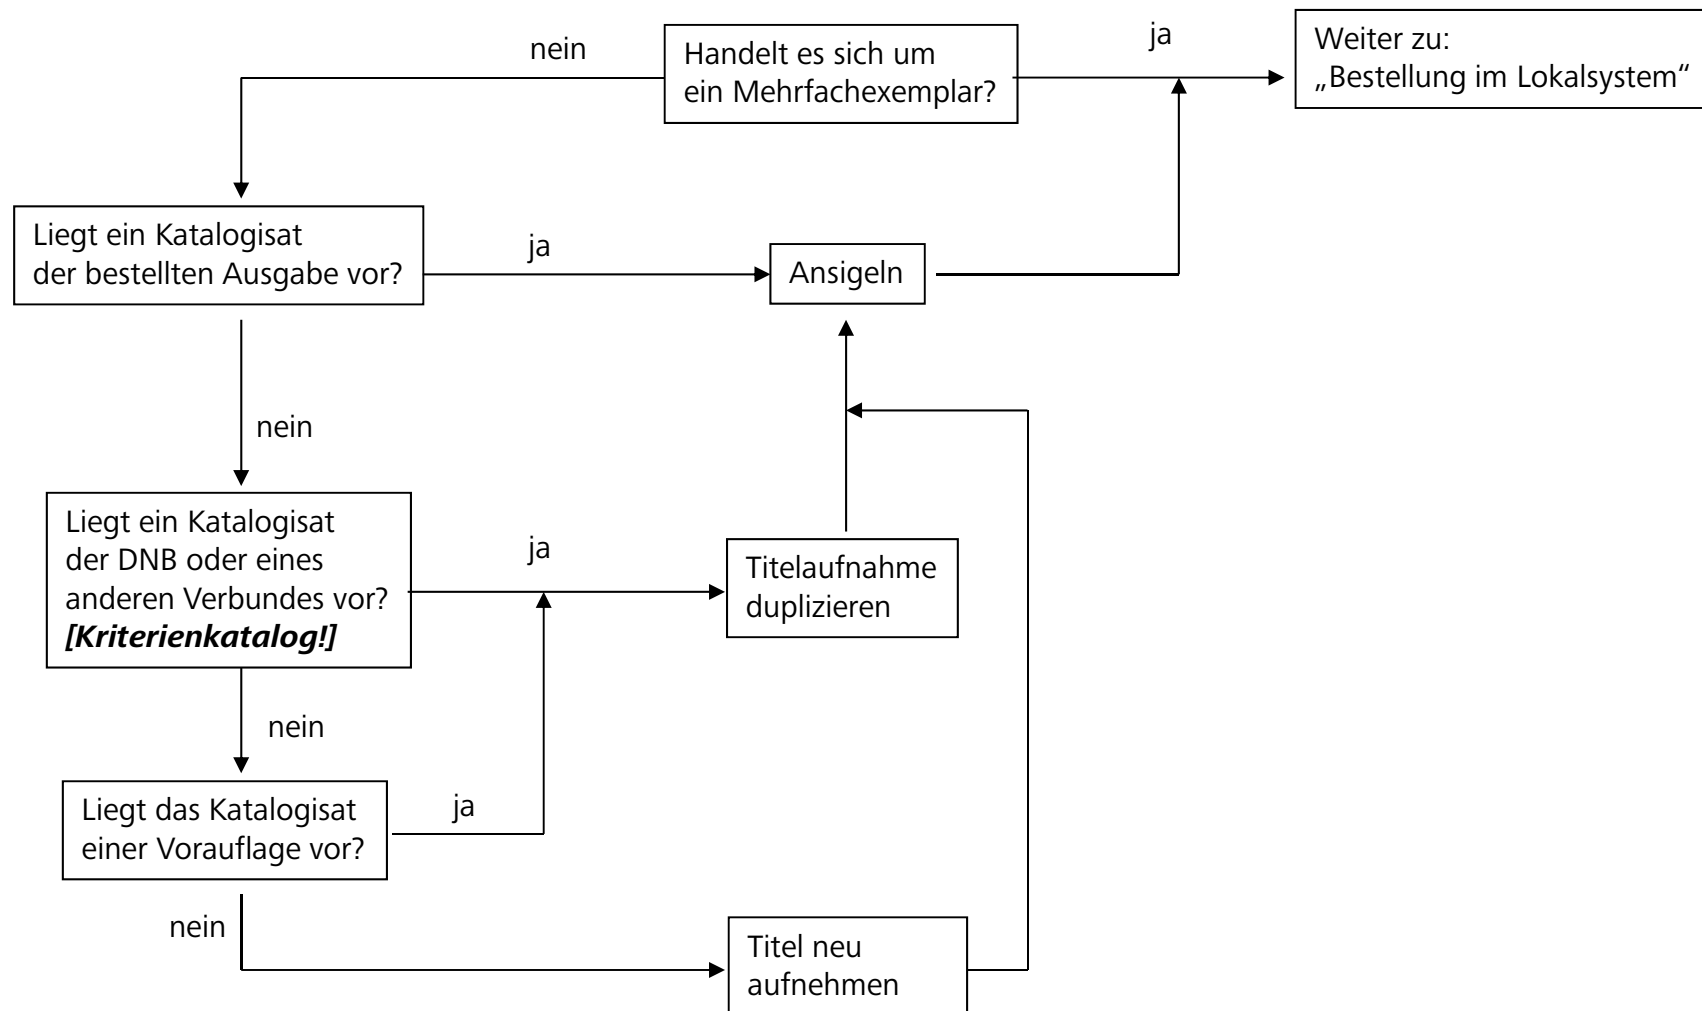 nein
Handelt es sich um
ein Mehrfachexemplar?
ja
Weiter zu:
„Bestellung im Lokalsystem“
Liegt ein Katalogisat
der bestellten Ausgabe vor?
ja
Ansigeln
nein
Liegt ein Katalogisat
der DNB oder eines
anderen Verbundes vor?
[Kriterienkatalog!]
ja
Titelaufnahme
duplizieren
nein
Liegt das Katalogisat
einer Vorauflage vor?
ja
nein
Titel neu
aufnehmen